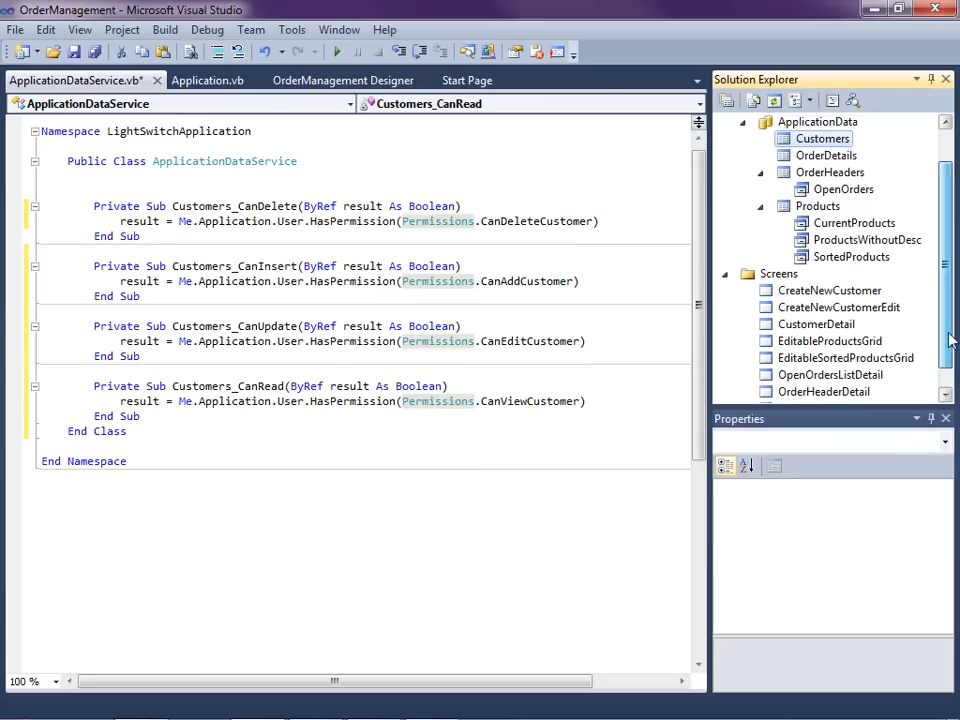 OrderManagement - Microsoft Visual Studio
File Edit View Project Build Debug Team Tools Window Help
ApplicationDataService.vb* Application.vb OrderManagement Designer Start Page
ApplicationDataService Customers_CanRead
Namespace LightSwitchApplication
Public Class ApplicationDataService
Private Sub Customers_CanDelete(ByRef result As Boolean)
result = Me.Application.User.HasPermission(Permissions.CanDeleteCustomer)
End Sub
Private Sub Customers_CanInsert(ByRef result As Boolean)
result = Me.Application.User.HasPermission(Permissions.CanAddCustomer)
End Sub
Private Sub Customers_CanUpdate(ByRef result As Boolean)
result = Me.Application.User.HasPermission(Permissions.CanEditCustomer)
End Sub
Private Sub Customers_CanRead(ByRef result As Boolean)
result = Me.Application.User.HasPermission(Permissions.CanViewCustomer)
End Sub
End Class
End Namespace
100 %
Solution Explorer
ApplicationData
Customers
OrderDetails
OrderHeaders
OpenOrders
Products
CurrentProducts
ProductsWithoutDesc
SortedProducts
Screens
CreateNewCustomer
CreateNewCustomerEdit
CustomerDetail
EditableProductsGrid
EditableSortedProductsGrid
OpenOrdersListDetail
OrderHeaderDetail
Properties